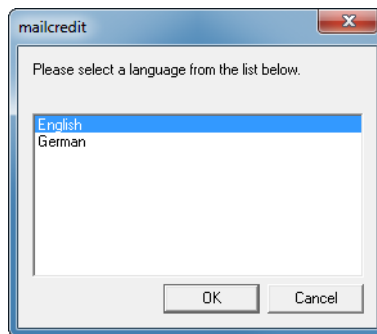 mailcredit
Please select a language from the list below.
English
German
OK
Cancel